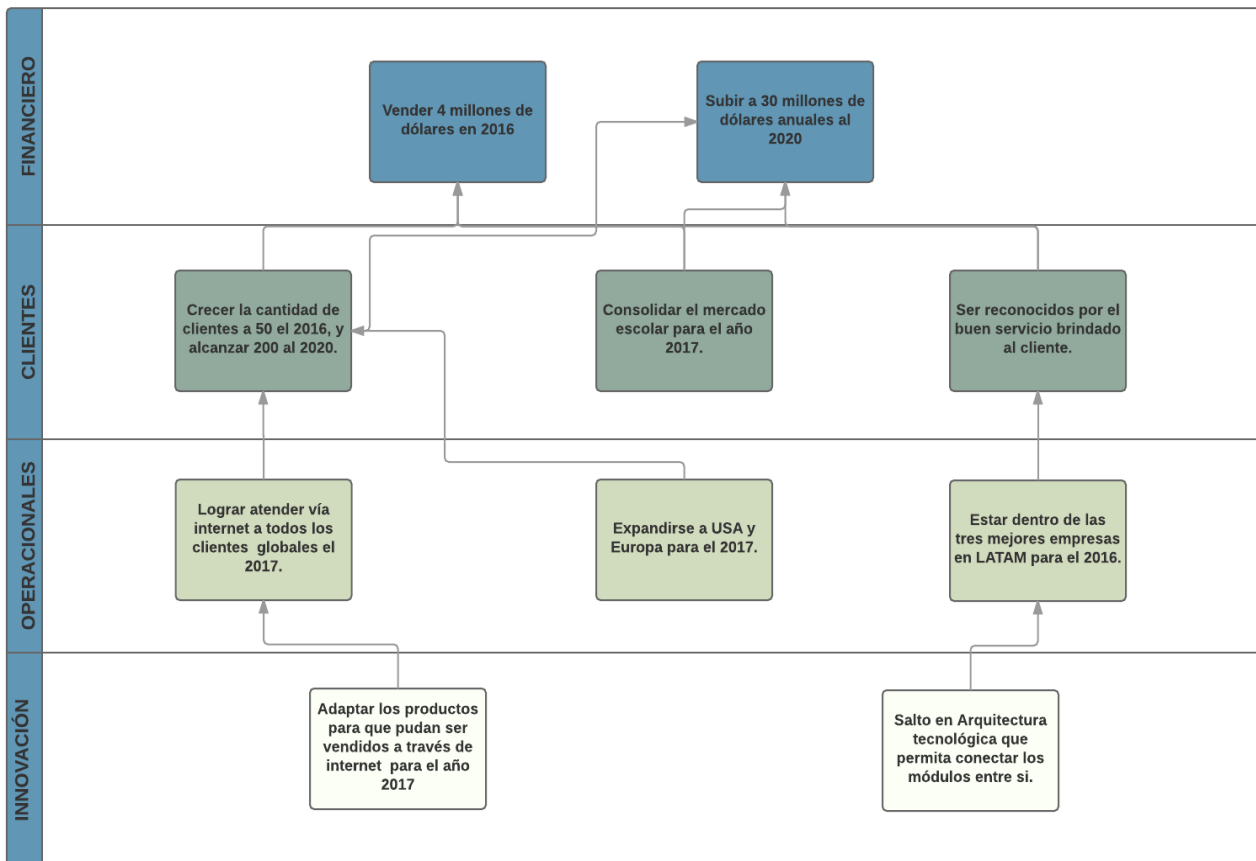 FINANCIERO
Vender 4 millones de
dólares en 2016
Subir a 30 millones de
dólares anuales al
2020
CLIENTES
Crecer la cantidad de
clientes a 50 el 2016, y
alcanzar 200 al 2020.
Consolidar el mercado
escolar para el año
2017.
Ser reconocidos por el
buen servicio brindado
al cliente.
OPERACIONALES
Lograr atender vía
internet a todos los
clientes globales el
2017.
Expandirse a USA y
Europa para el 2017.
Estar dentro de las
tres mejores empresas
en LATAM para el 2016.
INNOVACIÓN
Adaptar los productos
para que pudan ser
vendidos a través de
internet para el año
2017
Salto en Arquitectura
tecnológica que
permita conectar los
módulos entre si.